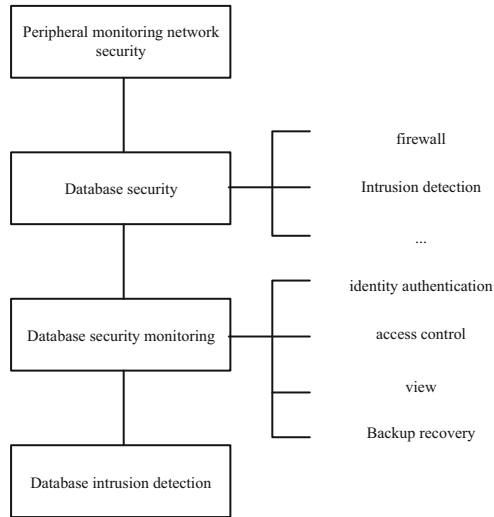 Peripheral monitoring network
security
firewall
Database security
Intrusion detection
...
identity authentication
Database security monitoring
access control
view
Backup recovery
Database intrusion detection